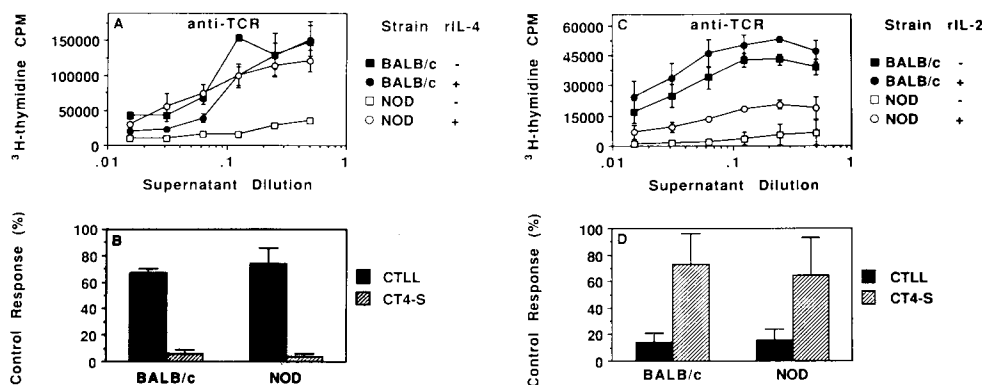 A
anti-TCR
³H-thymidine CPM
150000
100000
50000
0
.01
.1
1
Supernatant Dilution
Strain rIL-4
BALB/c -
BALB/c +
NOD -
NOD +
C
anti-TCR
³H-thymidine CPM
60000
45000
30000
15000
0
.01
.1
1
Supernatant Dilution
Strain rIL-2
BALB/c -
BALB/c +
NOD -
NOD +
B
Control Response (%)
100
80
60
40
20
0
BALB/c
NOD
CTLL
CT4-S
D
Control Response (%)
100
80
60
40
20
0
BALB/c
NOD
CTLL
CT4-S